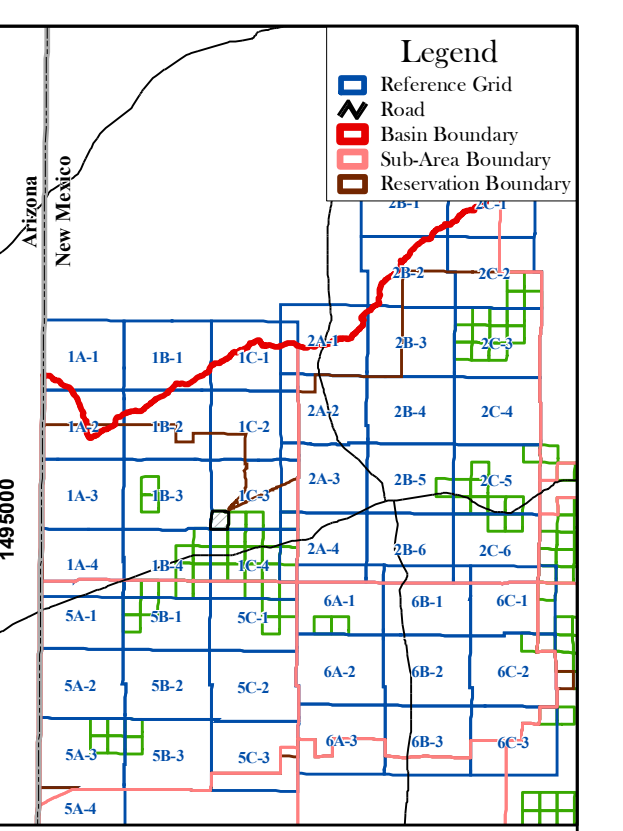 Legend
Reference Grid
Road
Basin Boundary
Sub-Area Boundary
Reservation Boundary
Arizona
New Mexico
1495000
2B-1 2C-1
2B-2 2C-2
2A-1 2B-3 2C-3
1A-1 1B-1 1C-1
2A-2 2B-4 2C-4
1A-2 1B-2 1C-2
2A-3 2B-5 2C-5
1A-3 1B-3 1C-3
2A-4 2B-6 2C-6
1A-4 1B-4 1C-4
6A-1 6B-1 6C-1
5A-1 5B-1 5C-1
6A-2 6B-2 6C-2
5A-2 5B-2 5C-2
6A-3 6B-3 6C-3
5A-3 5B-3 5C-3
5A-4